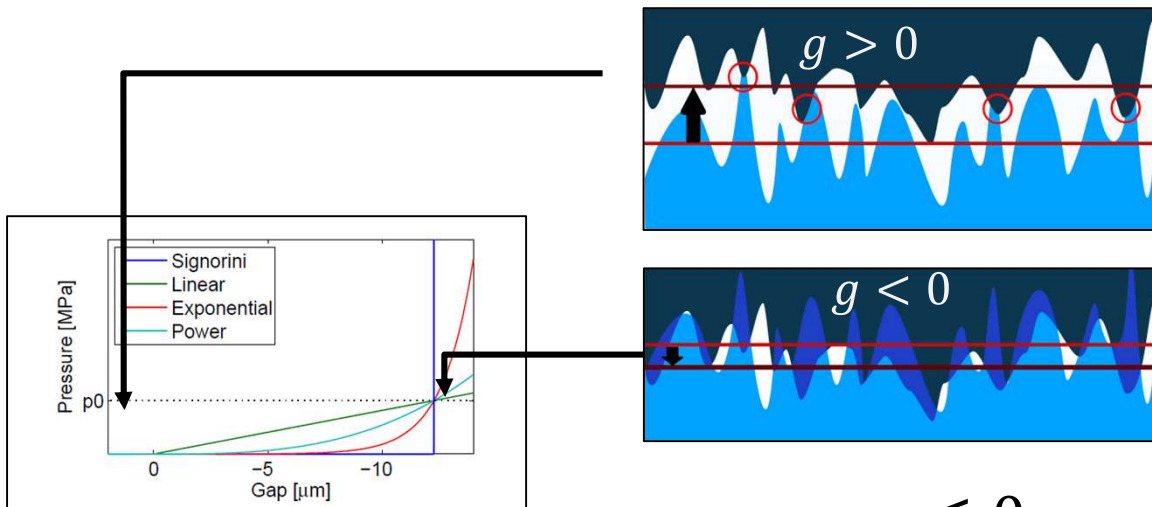 g > 0
g < 0
Signorini
Linear
Exponential
Power
Pressure [MPa]
p0
0 −5 −10
Gap [μm]